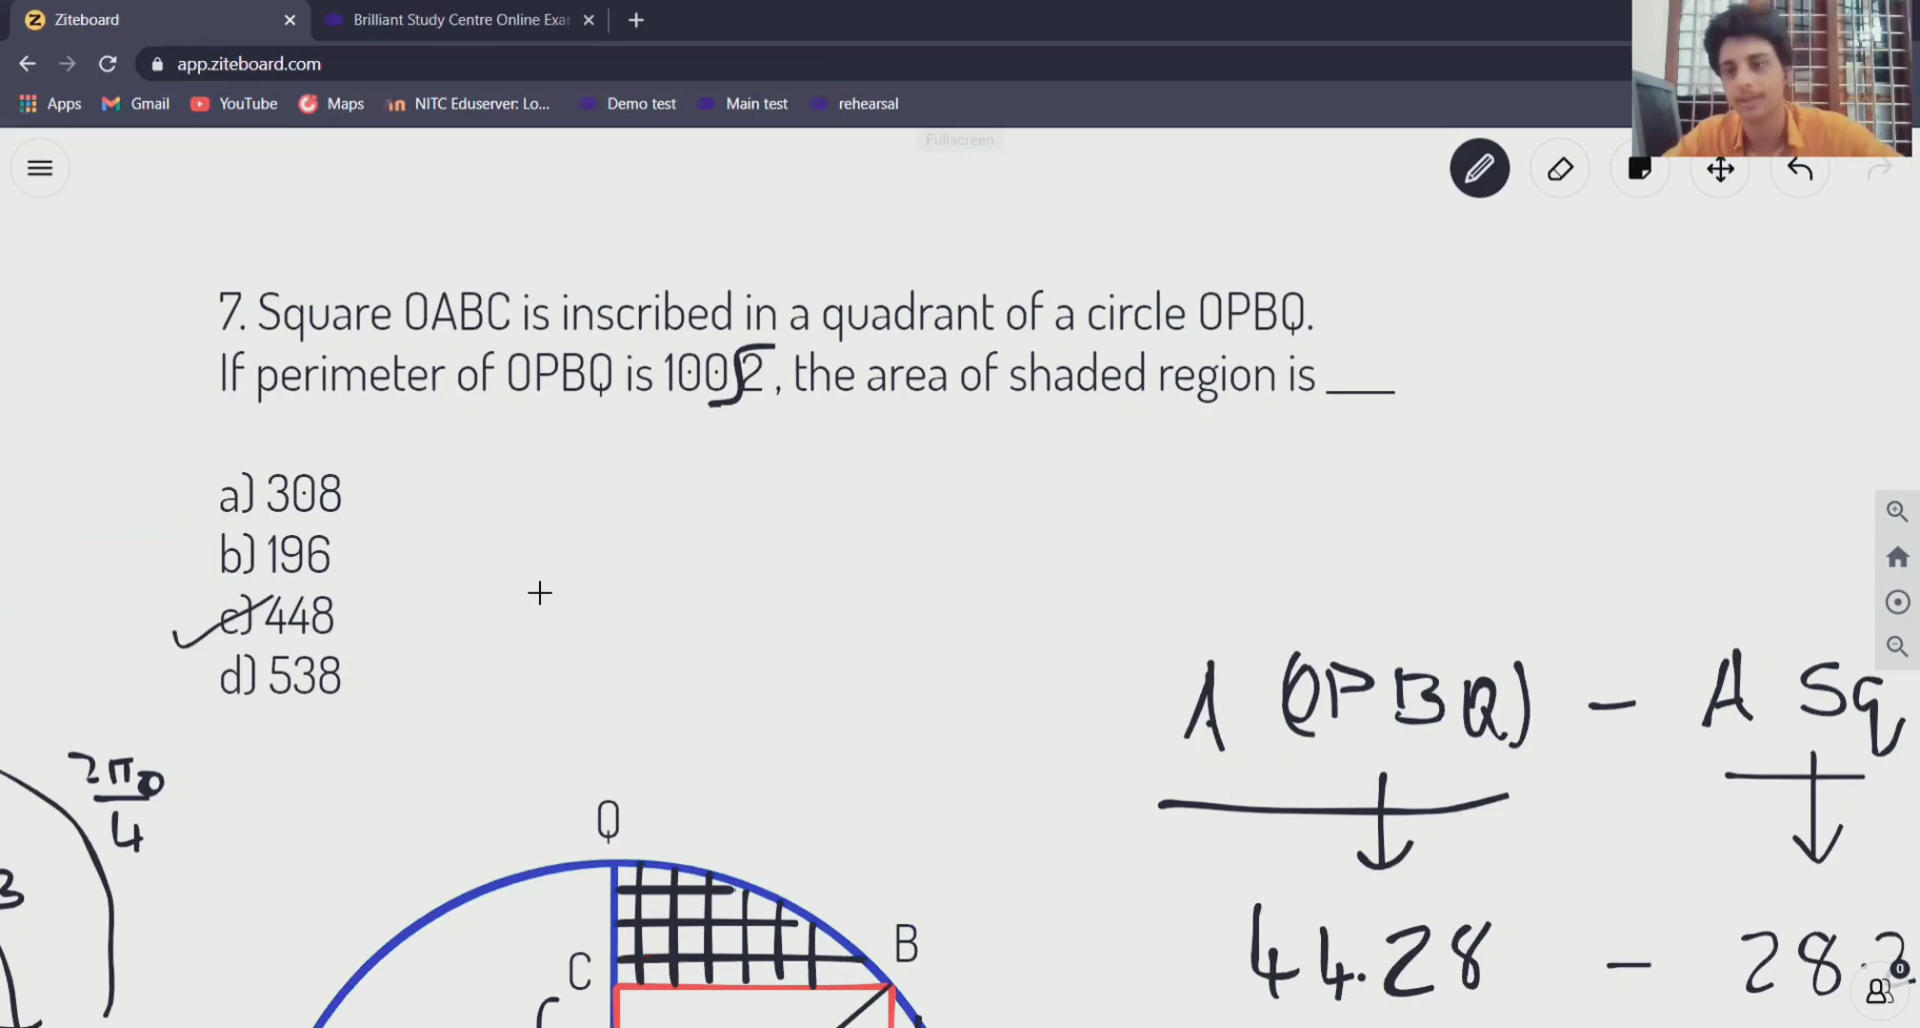 Ziteboard
Brilliant Study Centre Online Exa
app.ziteboard.com
Apps
Gmail
YouTube
Maps
NITC Eduserver: Lo...
Demo test
Main test
rehearsal
Fullscreen
7. Square OABC is inscribed in a quadrant of a circle OPBQ.
If perimeter of OPBQ is 100√2, the area of shaded region is ___
a) 308
b) 196
c) 448
d) 538
A (OPBQ) - A Sq
2π
4
Q
B
C
44.28 - 28.2
0